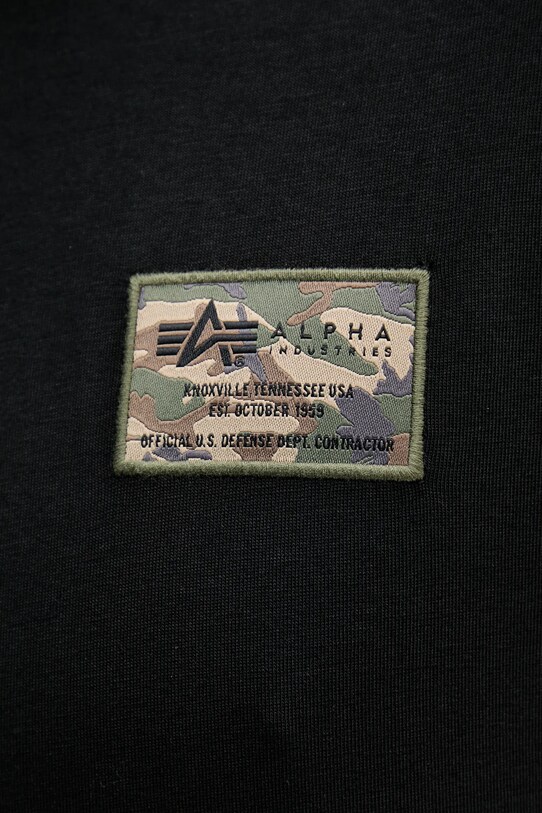 ALPHA
INDUSTRIES
KNOXVILLE TENNESSEE USA
EST. OCTOBER 1959
OFFICIAL U.S. DEFENSE DEPT. CONTRACTOR